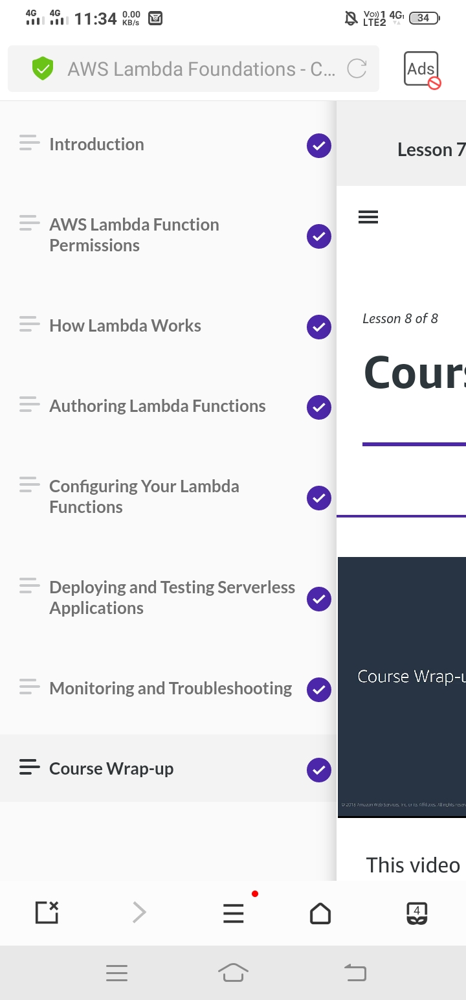 4G 4G 11:34 0.00 KB/s Vo)) 1 LTE2 4G 34
AWS Lambda Foundations - C...
Ads
Introduction
Lesson 7
AWS Lambda Function
Permissions
How Lambda Works
Lesson 8 of 8
Cours
Authoring Lambda Functions
Configuring Your Lambda
Functions
Deploying and Testing Serverless
Applications
Monitoring and Troubleshooting
Course Wrap-u
Course Wrap-up
© 2018 Amazon Web Services, Inc. or its Affiliates. All rights reserv
This video
4